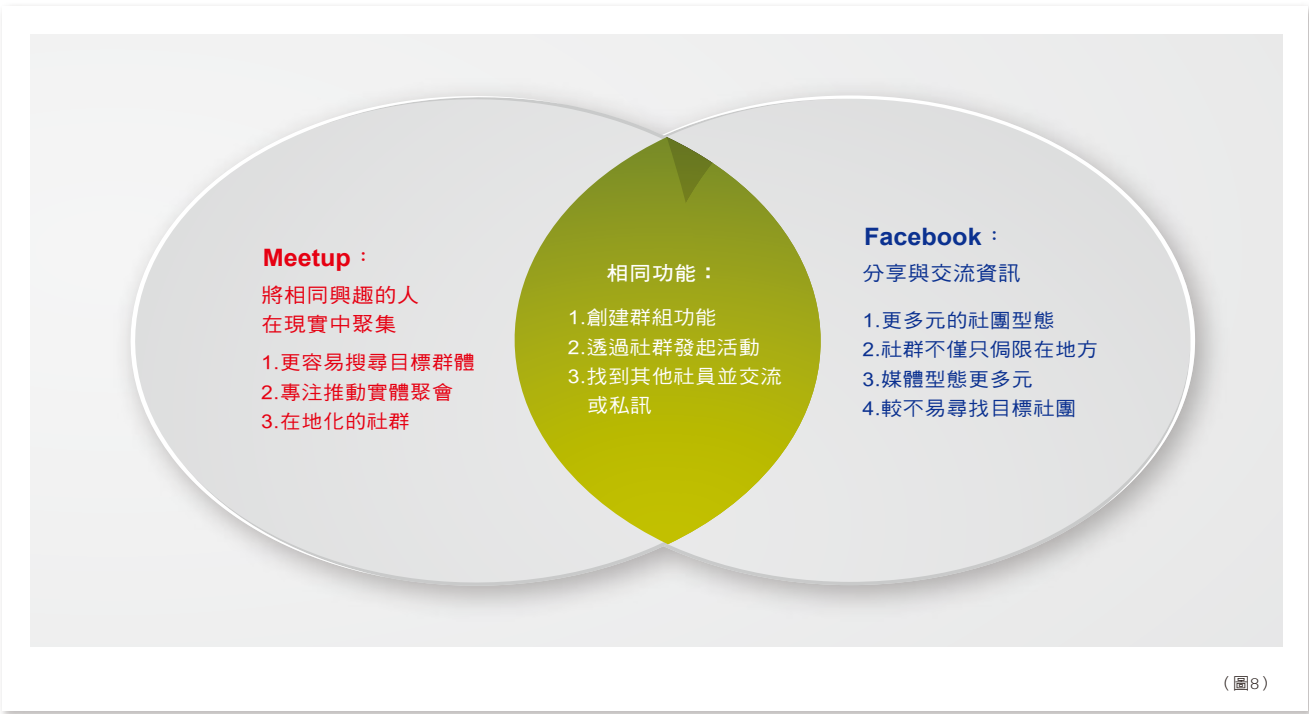 Meetup：
將相同興趣的人
在現實中聚集
1.更容易搜尋目標群體
2.專注推動實體聚會
3.在地化的社群
相同功能：
1.創建群組功能
2.透過社群發起活動
3.找到其他社員並交流
或私訊
Facebook：
分享與交流資訊
1.更多元的社團型態
2.社群不僅只侷限在地方
3.媒體型態更多元
4.較不易尋找目標社團
（圖8）